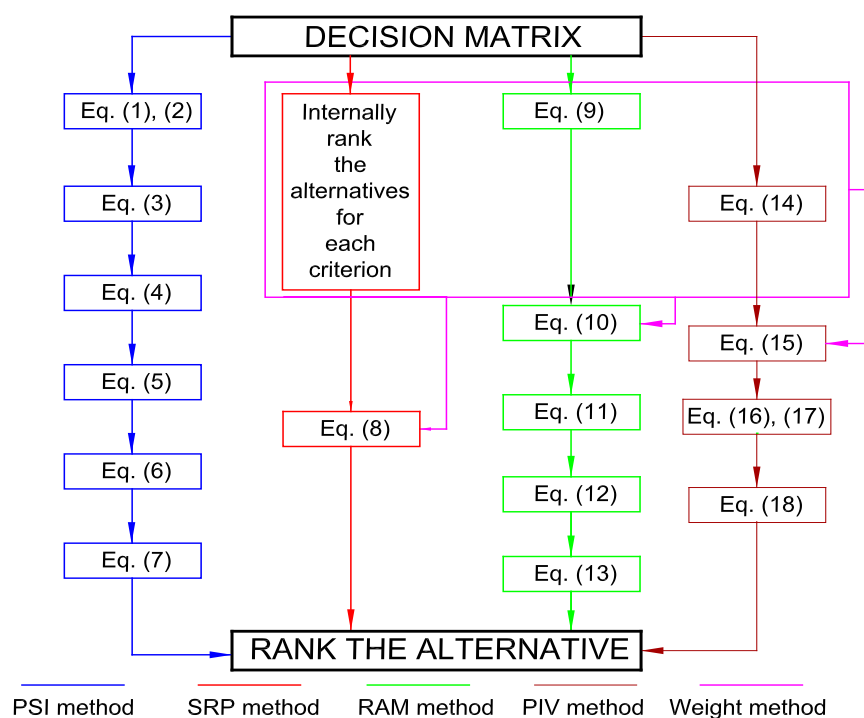 DECISION MATRIX
Eq. (1), (2)
Eq. (3)
Eq. (4)
Eq. (5)
Eq. (6)
Eq. (7)
Internally
rank
the
alternatives
for
each
criterion
Eq. (8)
Eq. (9)
Eq. (10)
Eq. (11)
Eq. (12)
Eq. (13)
Eq. (14)
Eq. (15)
Eq. (16), (17)
Eq. (18)
RANK THE ALTERNATIVE
PSI method
SRP method
RAM method
PIV method
Weight method